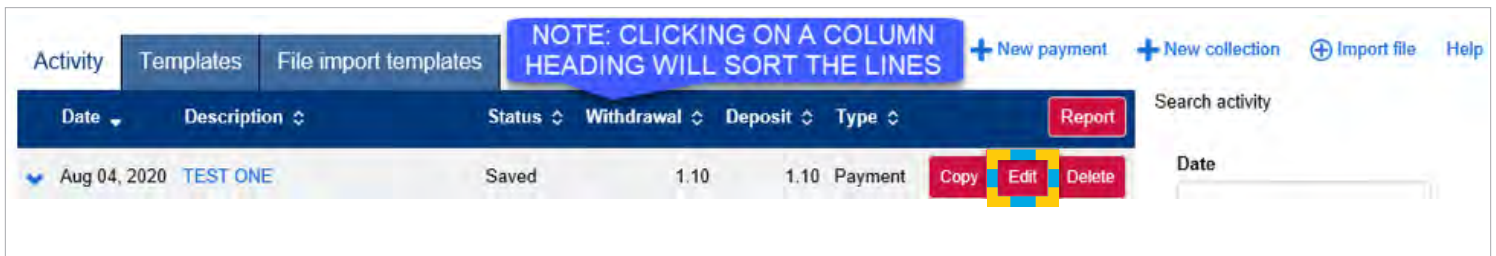 NOTE: CLICKING ON A COLUMN
HEADING WILL SORT THE LINES
Activity Templates File import templates New payment New collection Import file Help
Date Description Status Withdrawal Deposit Type Report
Search activity
Aug 04, 2020 TEST ONE Saved 1.10 1.10 Payment Copy Edit Delete
Date